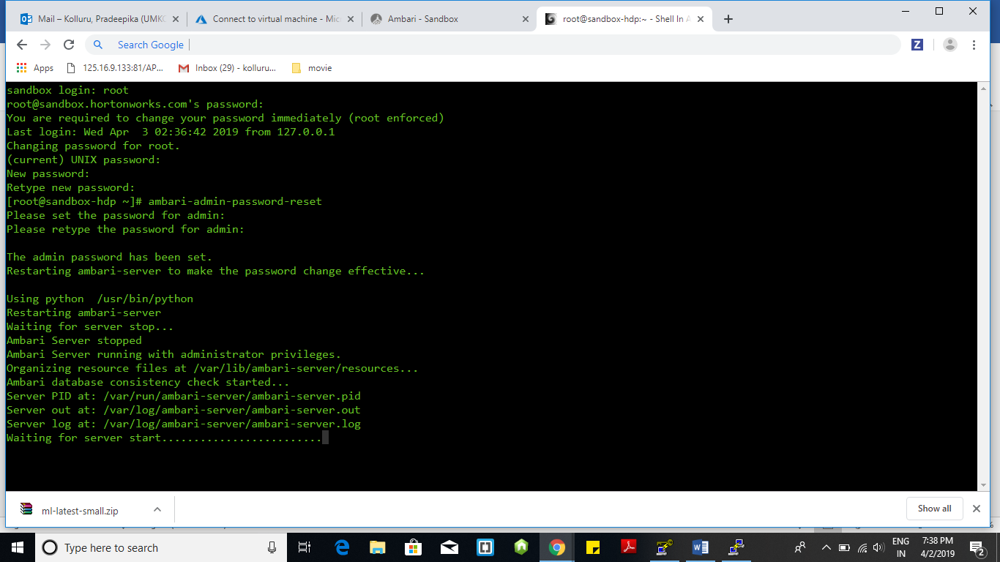 Mail – Kolluru, Pradeepika (UMKC
Connect to virtual machine - Mic
Ambari - Sandbox
root@sandbox-hdp:~ - Shell In A
Search Google
Z
Apps
125.16.9.133:81/AP...
Inbox (29) - kolluru...
movie
sandbox login: root
root@sandbox.hortonworks.com's password:
You are required to change your password immediately (root enforced)
Last login: Wed Apr  3 02:36:42 2019 from 127.0.0.1
Changing password for root.
(current) UNIX password:
New password:
Retype new password:
[root@sandbox-hdp ~]# ambari-admin-password-reset
Please set the password for admin:
Please retype the password for admin:
The admin password has been set.
Restarting ambari-server to make the password change effective...
Using python  /usr/bin/python
Restarting ambari-server
Waiting for server stop...
Ambari Server stopped
Ambari Server running with administrator privileges.
Organizing resource files at /var/lib/ambari-server/resources...
Ambari database consistency check started...
Server PID at: /var/run/ambari-server/ambari-server.pid
Server out at: /var/log/ambari-server/ambari-server.out
Server log at: /var/log/ambari-server/ambari-server.log
Waiting for server start.........................
ml-latest-small.zip
Show all
Type here to search
ENG
IN
7:38 PM
4/2/2019
2